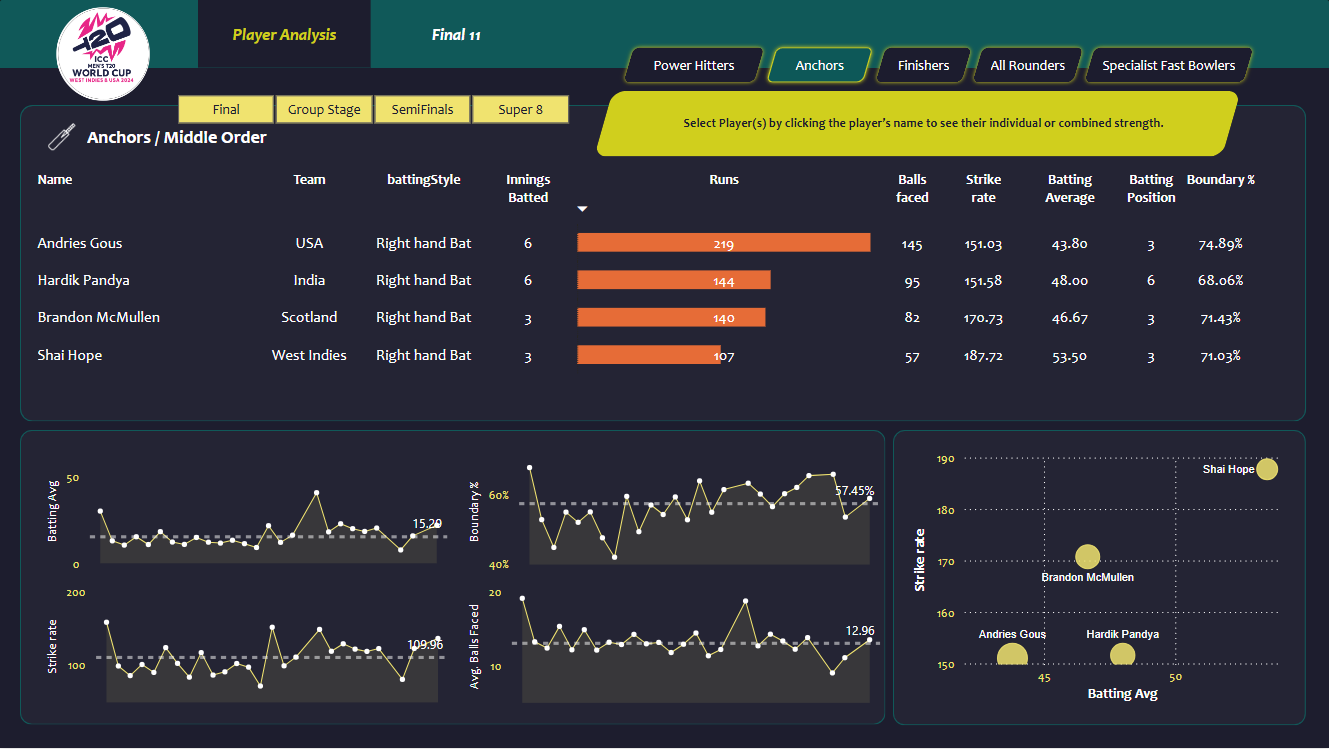 Player Analysis
Final 11
T20
ICC
MEN'S T20
WORLD CUP
WEST INDIES & USA 2024
Power Hitters
Anchors
Finishers
All Rounders
Specialist Fast Bowlers
Final
Group Stage
SemiFinals
Super 8
Select Player(s) by clicking the player's name to see their individual or combined strength.
Anchors / Middle Order
Name Team battingStyle Innings Batted Runs Balls faced Strike rate Batting Average Batting Position Boundary %
Andries Gous USA Right hand Bat 6 219 145 151.03 43.80 3 74.89%
Hardik Pandya India Right hand Bat 6 144 95 151.58 48.00 6 68.06%
Brandon McMullen Scotland Right hand Bat 3 140 82 170.73 46.67 3 71.43%
Shai Hope West Indies Right hand Bat 3 107 57 187.72 53.50 3 71.03%
Batting Avg
50
0
15.20
Boundary %
60%
40%
57.45%
Strike rate
200
100
109.96
Avg. Balls Faced
20
10
12.96
Strike rate
190
180
170
160
150
Shai Hope
Brandon McMullen
Andries Gous
Hardik Pandya
45
50
Batting Avg